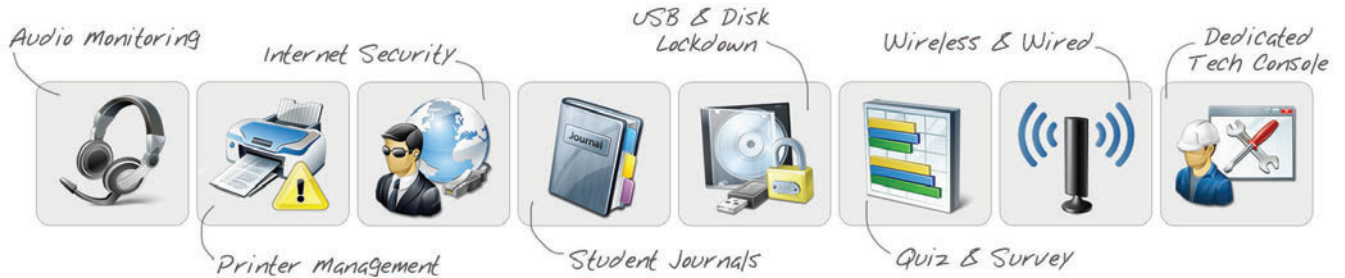 Audio Monitoring
Internet Security
USB & Disk
Lockdown
Wireless & Wired
Dedicated
Tech Console
Journal
Printer Management
Student Journals
Quiz & Survey